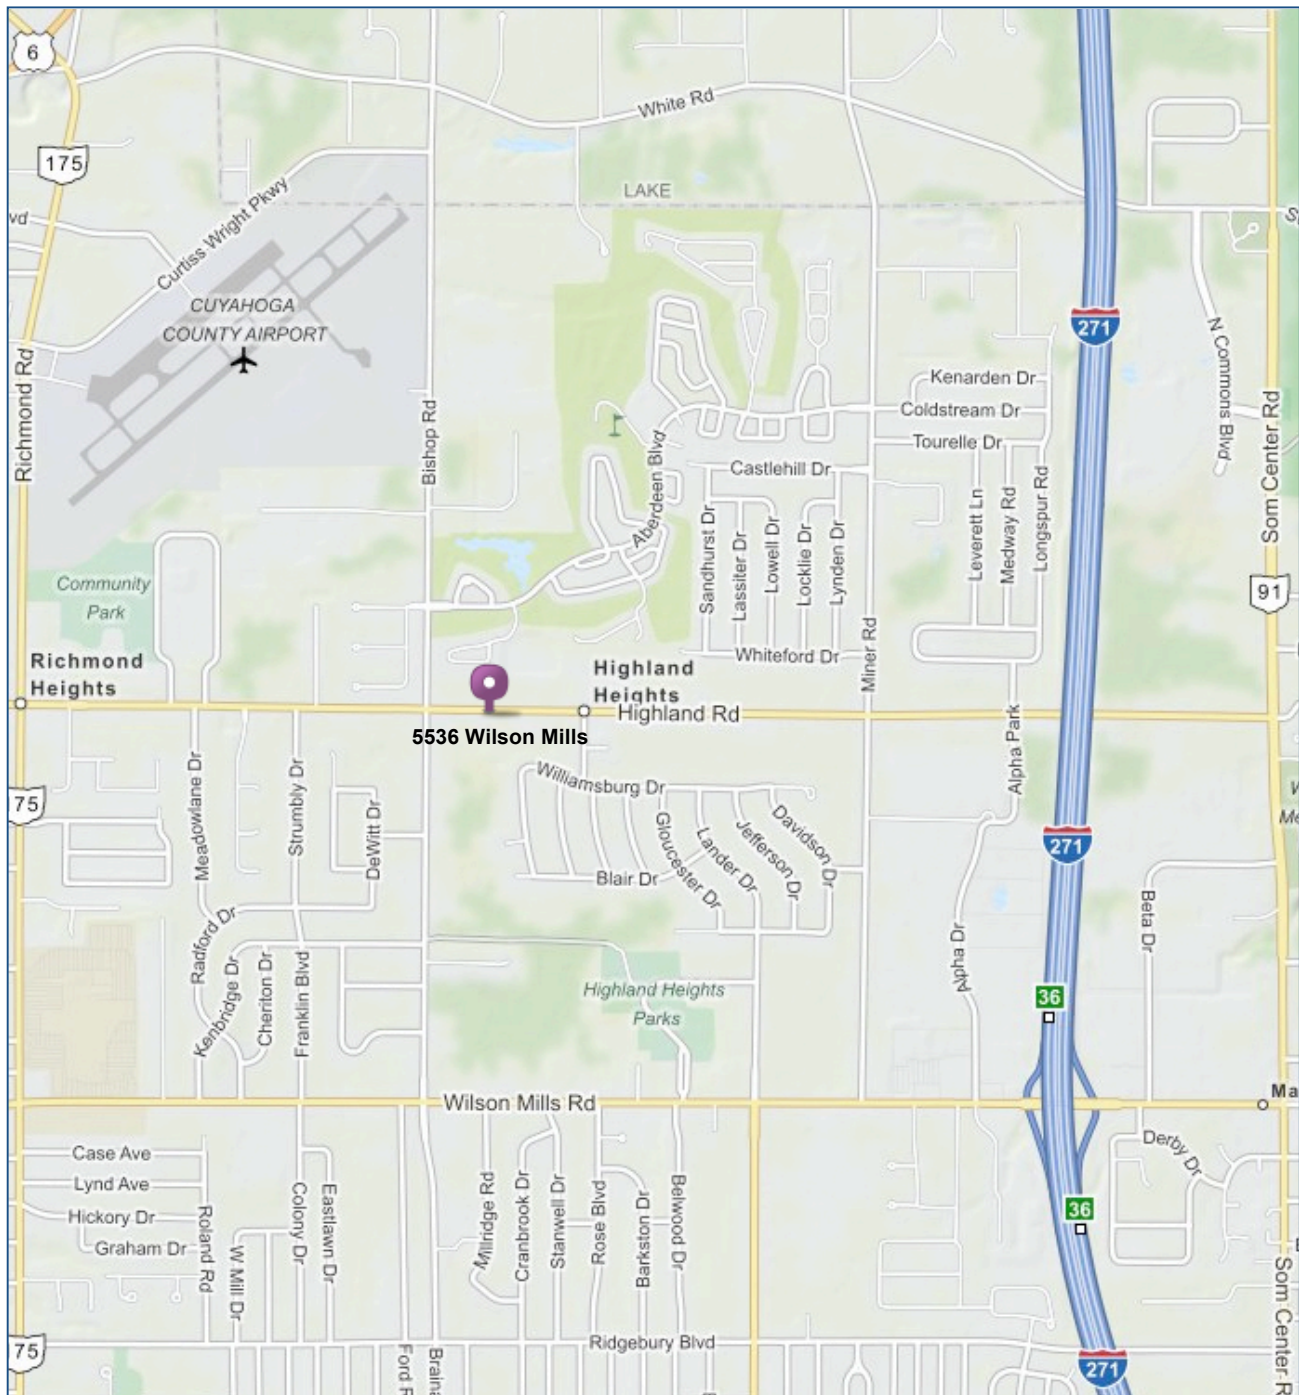 6
White Rd
175
LAKE
vd
Curtiss Wright Pkwy
CUYAHOGA
COUNTY AIRPORT
271
N Commons Blvd
Richmond Rd
Bishop Rd
Kenarden Dr
Coldstream Dr
Tourelle Dr
Som Center Rd
Aberdeen Blvd
Castlehill Dr
Sandhurst Dr
Lassiter Dr
Lowell Dr
Locklie Dr
Lynden Dr
Leverett Ln
Medway Rd
Longspur Rd
Community
Park
91
Miner Rd
Whiteford Dr
Richmond
Heights
Highland
Heights
Highland Rd
5536 Wilson Mills
Alpha Park
75
Meadowlane Dr
Strumbly Dr
DeWitt Dr
Williamsburg Dr
Gloucester Dr
Lander Dr
Jefferson Dr
Davidson Dr
Blair Dr
271
Me
Beta Dr
Radford Dr
Kenbridge Dr
Cheriton Dr
Franklin Blvd
Alpha Dr
Highland Heights
Parks
36
Wilson Mills Rd
Ma
Case Ave
Lynd Ave
Hickory Dr
Graham Dr
Roland Rd
W Mill Dr
Colony Dr
Eastlawn Dr
Millridge Rd
Cranbrook Dr
Stanwell Dr
Rose Blvd
Barkston Dr
Belwood Dr
Derby Dr
36
Som Center R
75
Ford R
Braina
Ridgebury Blvd
271